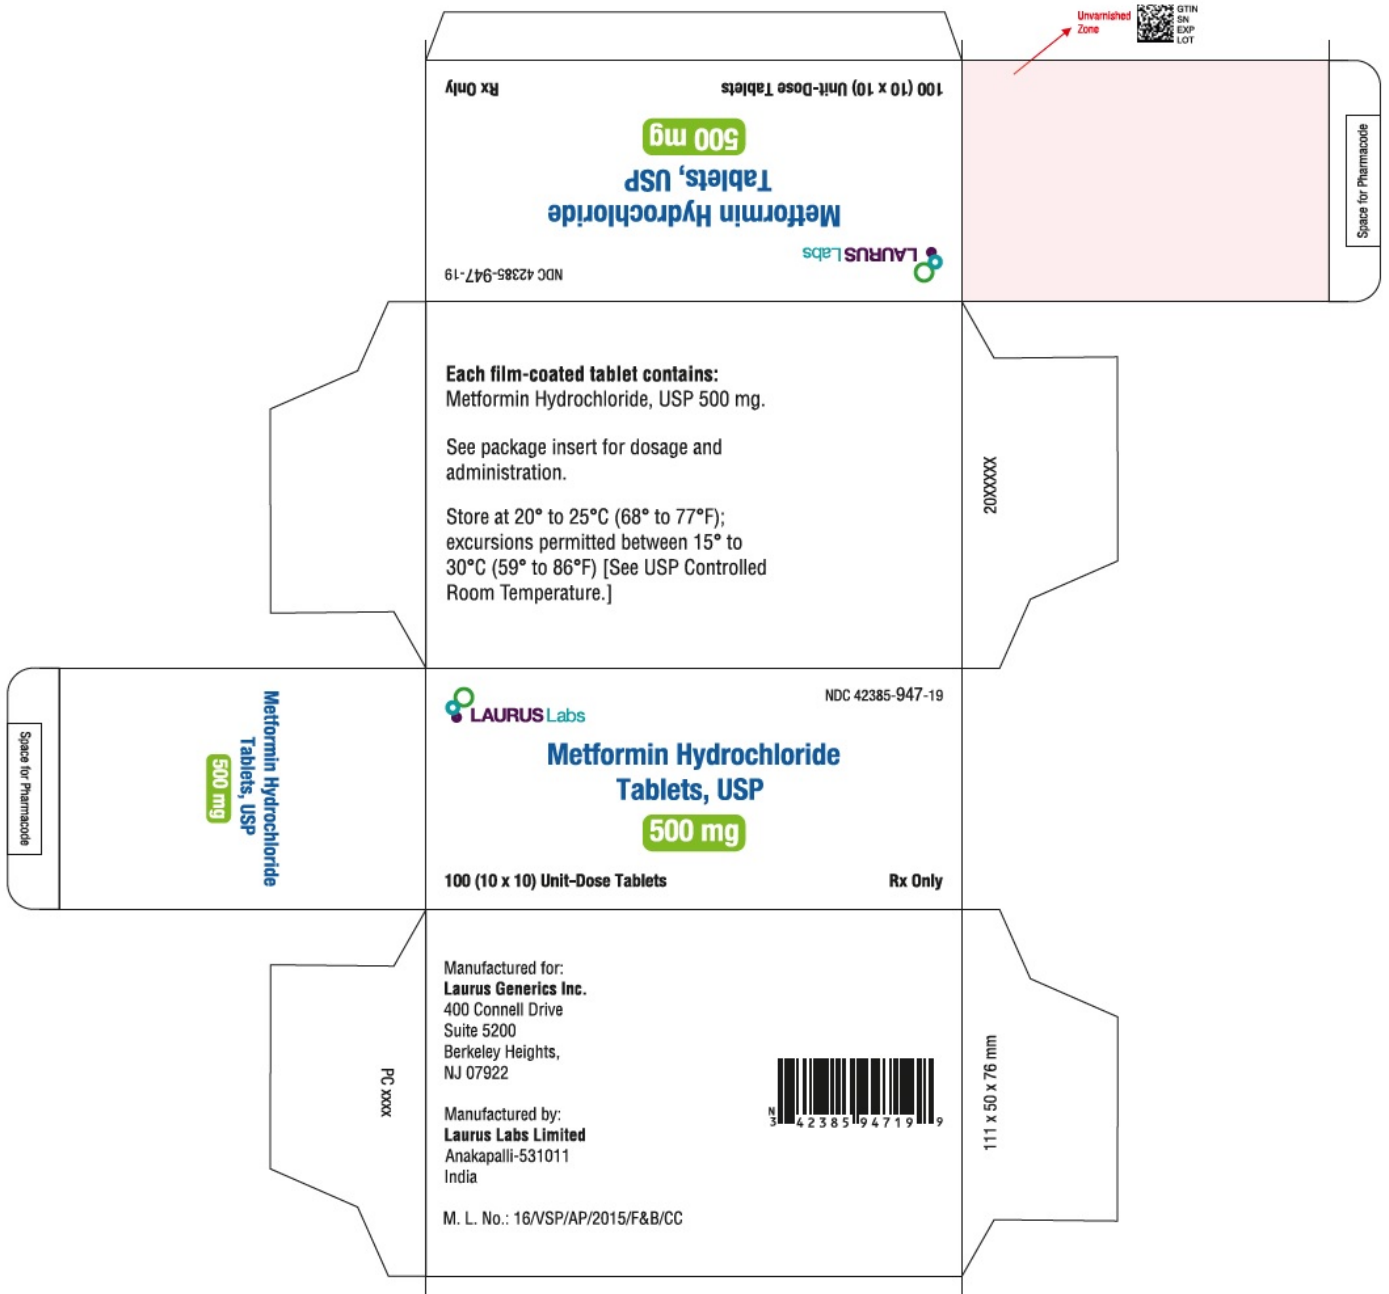 Unvarnished
Zone
GTIN
SN
EXP
LOT
100 (10 x 10) Unit-Dose Tablets
Rx Only
500 mg
Metformin Hydrochloride
Tablets, USP
LAURUS Labs
NDC 42385-947-19
Space for Pharmacode
Each film-coated tablet contains:
Metformin Hydrochloride, USP 500 mg.
See package insert for dosage and
administration.
Store at 20° to 25°C (68° to 77°F);
excursions permitted between 15° to
30°C (59° to 86°F) [See USP Controlled
Room Temperature.]
20XXXXX
Space for Pharmacode
Metformin Hydrochloride
Tablets, USP
500 mg
LAURUS Labs
NDC 42385-947-19
Metformin Hydrochloride
Tablets, USP
500 mg
100 (10 x 10) Unit-Dose Tablets
Rx Only
PC xxxx
Manufactured for:
Laurus Generics Inc.
400 Connell Drive
Suite 5200
Berkeley Heights,
NJ 07922
Manufactured by:
Laurus Labs Limited
Anakapalli-531011
India
M. L. No.: 16/VSP/AP/2015/F&B/CC
N
3 42385 94719 9
111 x 50 x 76 mm